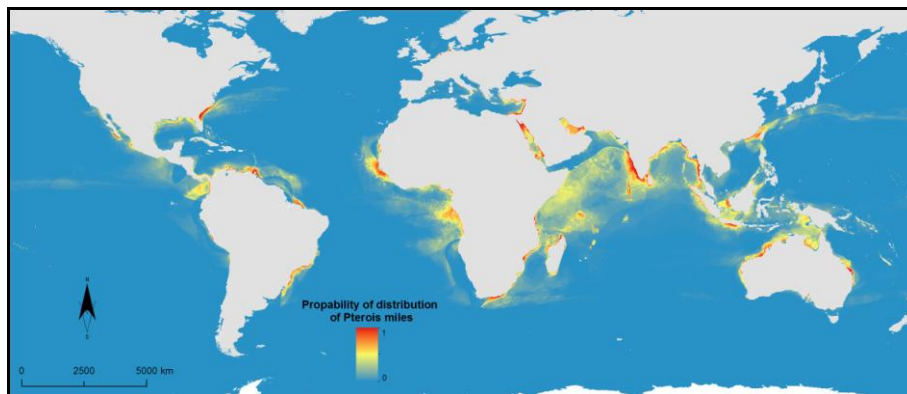 N
S
Propability of distribution
of Pterois miles
1
0
0 2500 5000 km